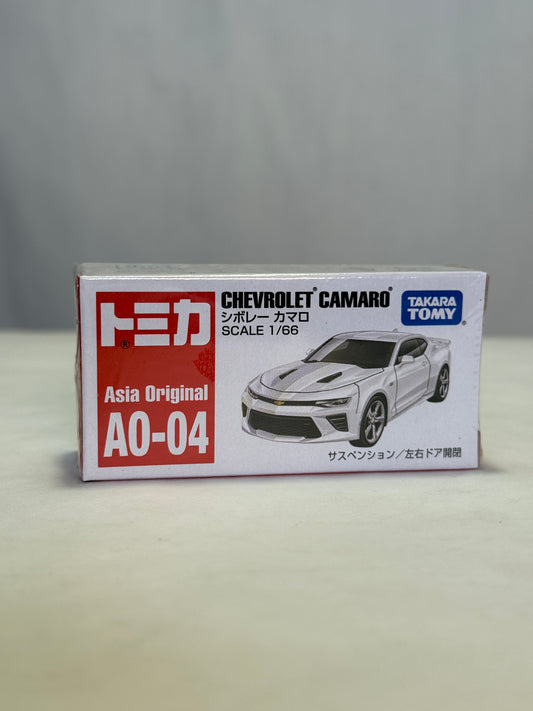 トミカ®
Asia Original
AO-04
CHEVROLET® CAMARO®
シボレー カマロ
SCALE 1/66
TAKARA
TOMY
サスペンション／左右ドア開閉